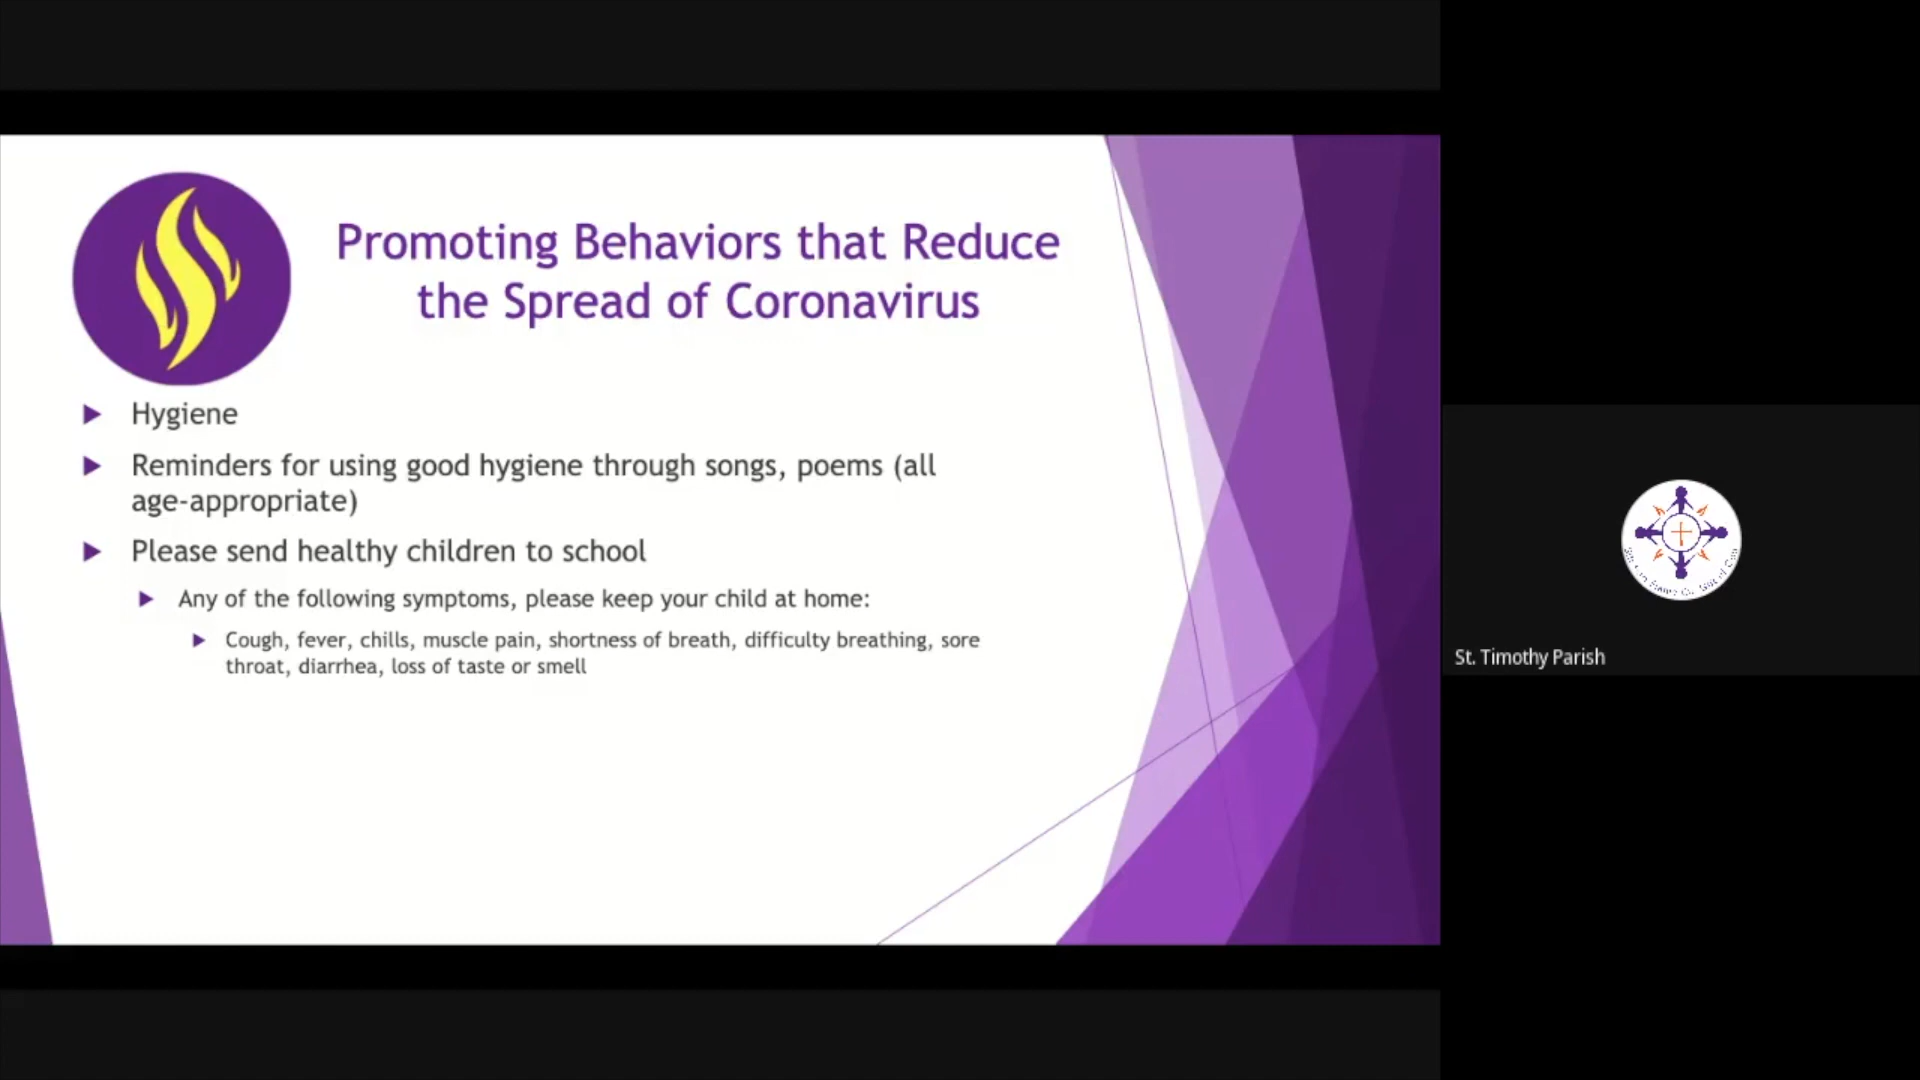 Promoting Behaviors that Reduce
the Spread of Coronavirus
Hygiene
Reminders for using good hygiene through songs, poems (all
age-appropriate)
Please send healthy children to school
Any of the following symptoms, please keep your child at home:
Cough, fever, chills, muscle pain, shortness of breath, difficulty breathing, sore
throat, diarrhea, loss of taste or smell
St. Timothy Parish